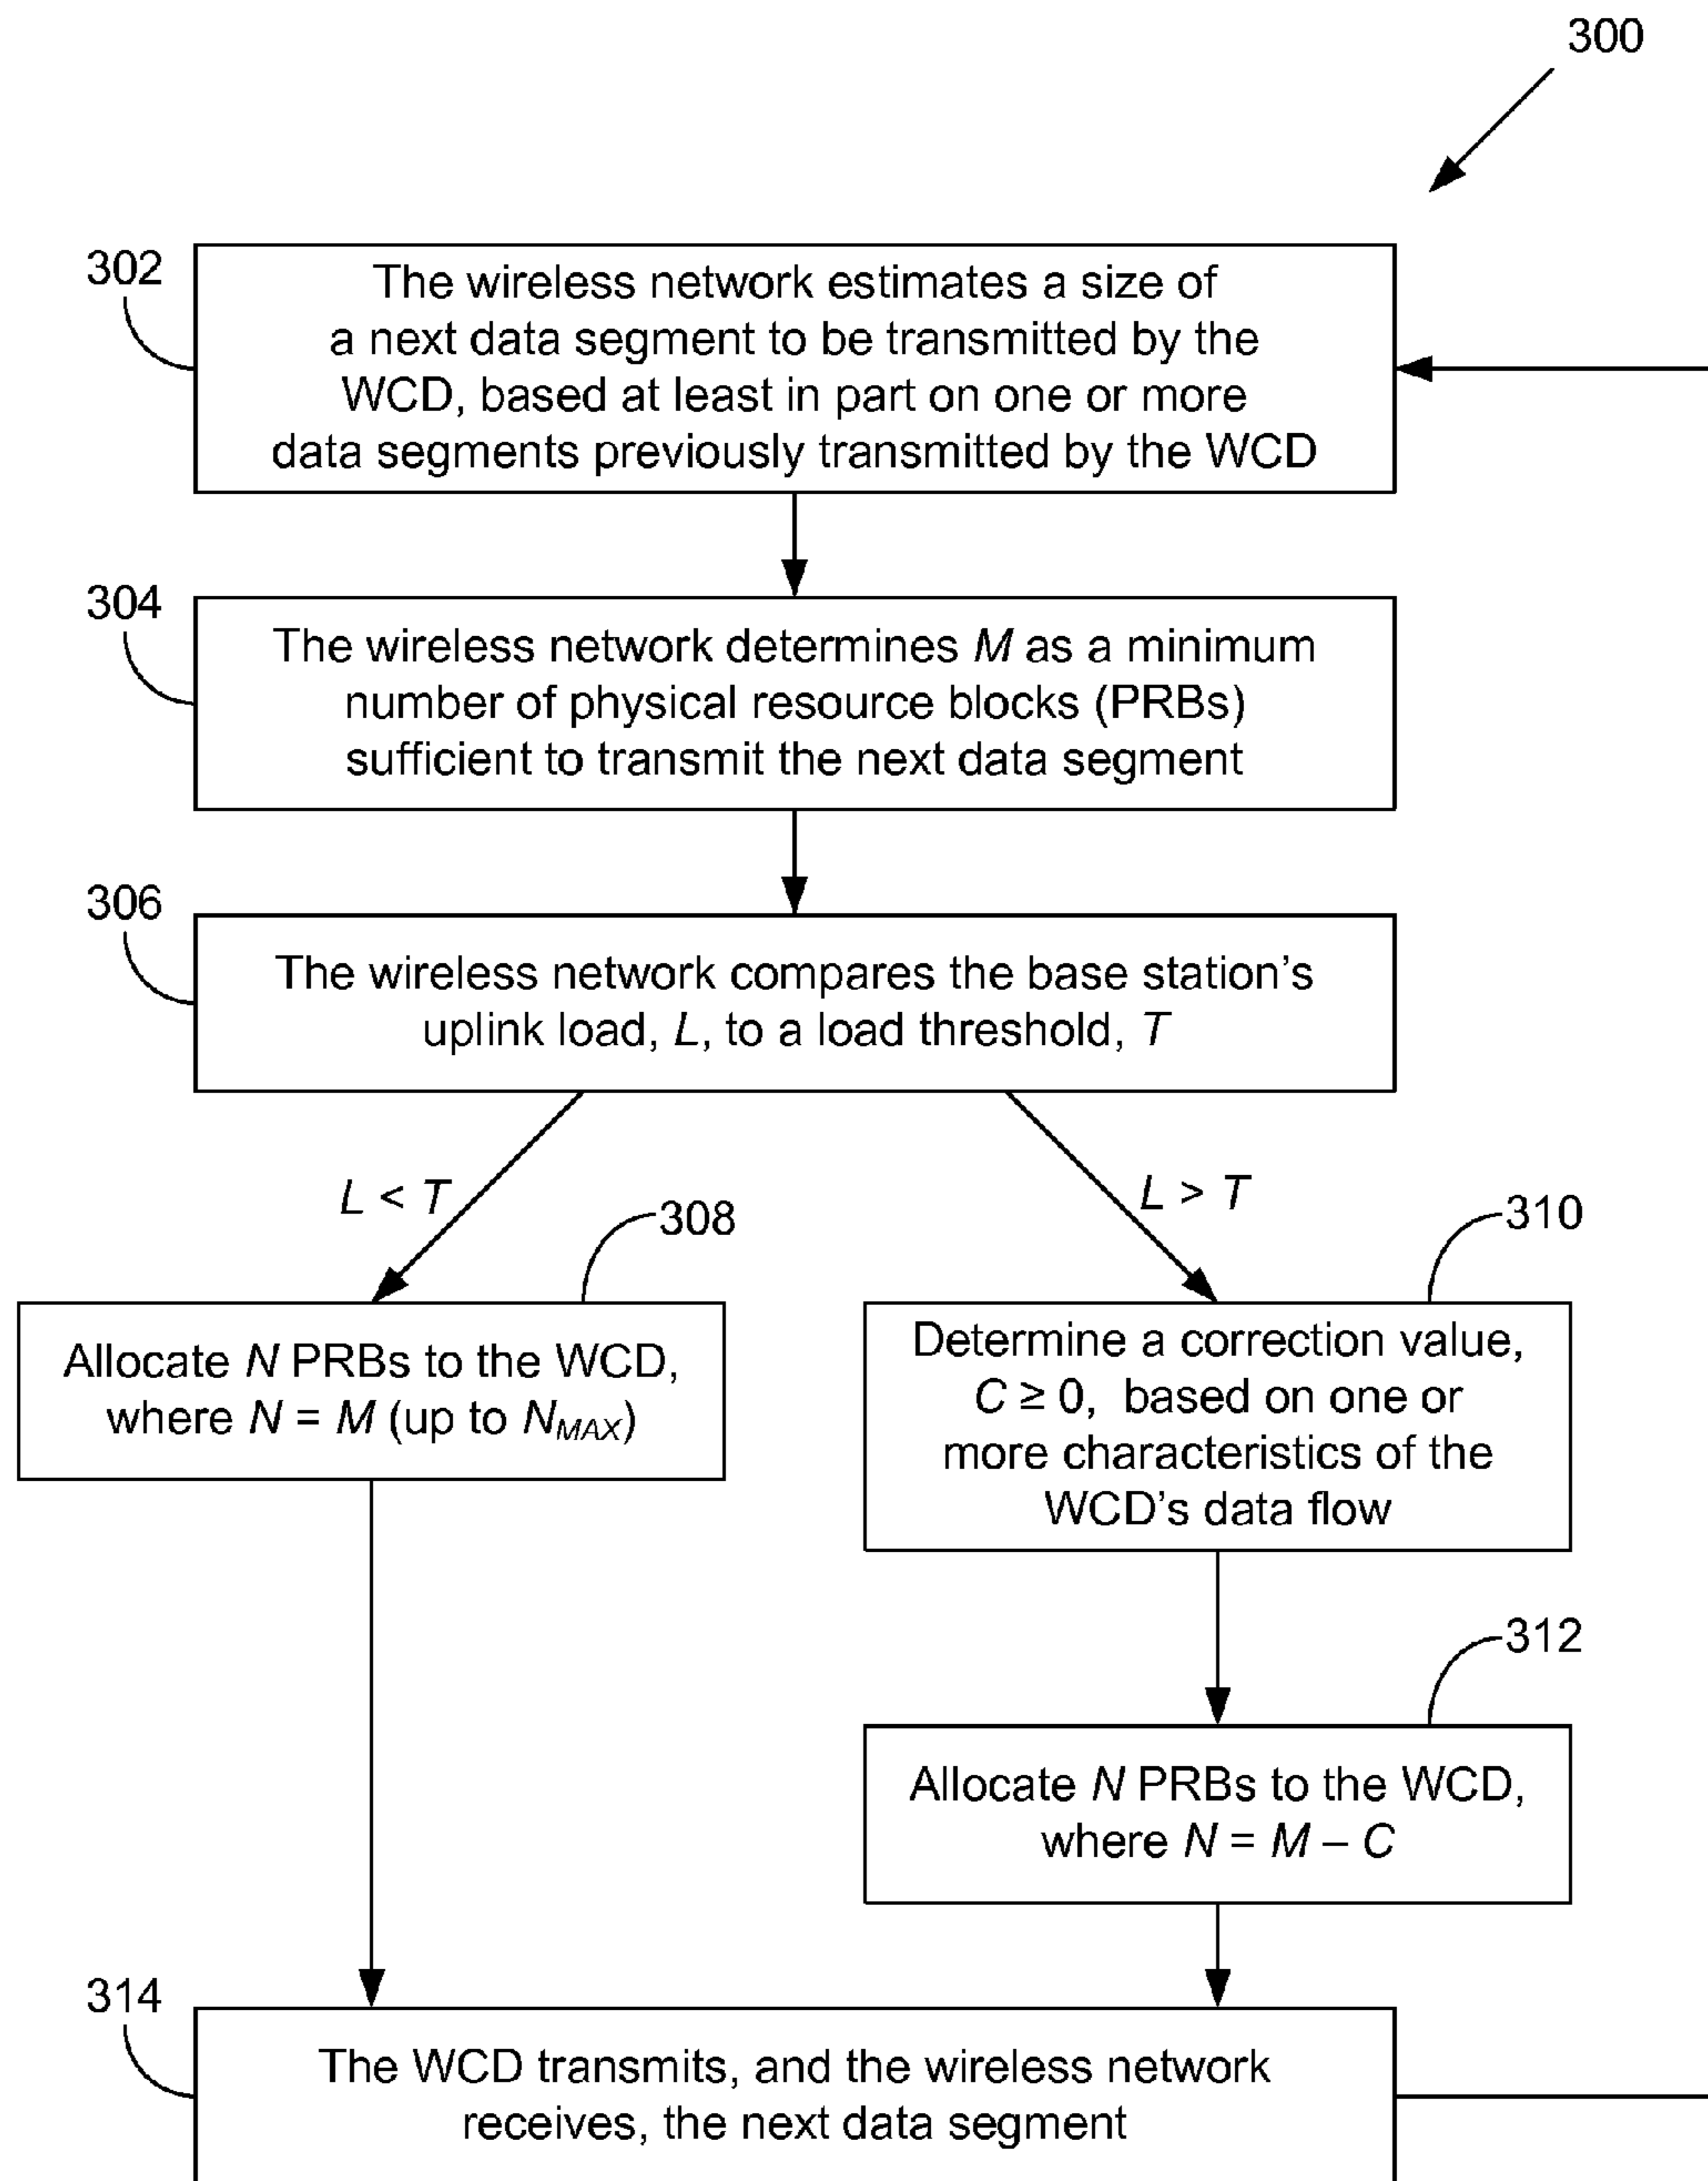 300
302
The wireless network estimates a size of
a next data segment to be transmitted by the
WCD, based at least in part on one or more
data segments previously transmitted by the WCD
304
The wireless network determines M as a minimum
number of physical resource blocks (PRBs)
sufficient to transmit the next data segment
306
The wireless network compares the base station’s
uplink load, L, to a load threshold, T
L < T
L > T
308
Allocate N PRBs to the WCD,
where N = M (up to N_MAX)
310
Determine a correction value,
C ≥ 0, based on one or
more characteristics of the
WCD’s data flow
312
Allocate N PRBs to the WCD,
where N = M – C
314
The WCD transmits, and the wireless network
receives, the next data segment